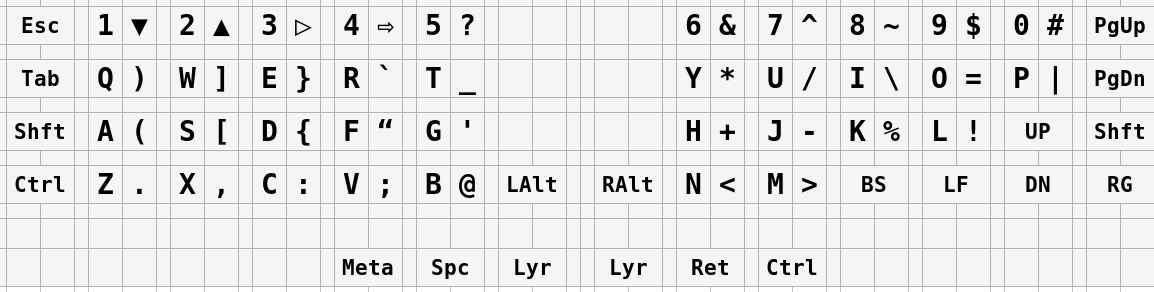 Esc 1 ▼ 2 ▲ 3 ▷ 4 ⇨ 5 ? 6 & 7 ^ 8 ~ 9 $ 0 # PgUp
Tab Q ) W ] E } R ` T _ Y * U / I \ O = P | PgDn
Shft A ( S [ D { F “ G ' H + J - K % L ! UP Shft
Ctrl Z . X , C : V ; B @ LAlt RAlt N < M > BS LF DN RG
Meta Spc Lyr Lyr Ret Ctrl